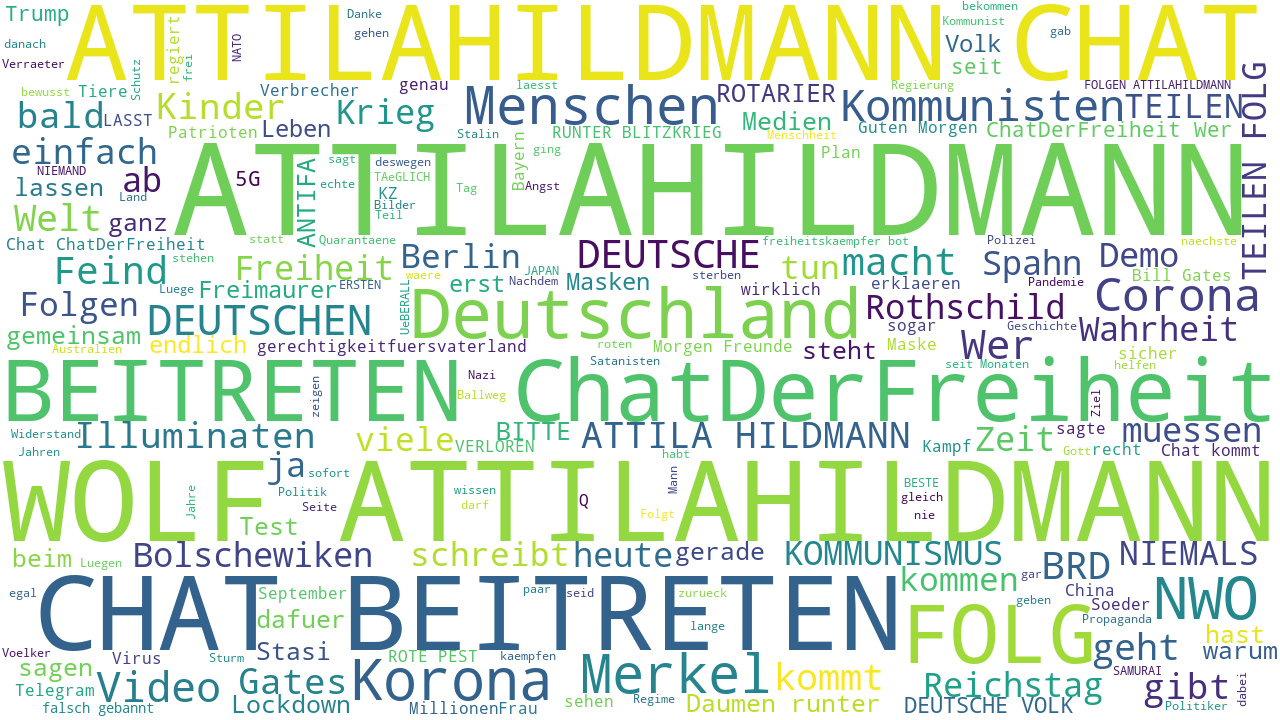 Trump
ATTILAHILDMANN CHAT
Danke
gehen
bekommen
Kommunist
gab
danach
Verraeter
regiert
frei
NATO
Volk
seit
bewusst
Tiere
Schutz
Verbrecher
genau
laesst
Regierung
FOLGEN ATTILAHILDMANN
bald
LASST
Kinder
Krieg
Menschen
ROTARIER
Kommunisten
TEILEN
TEILEN FOLG
Patrioten
Leben
Stalin
RUNTER BLITZKRIEG
Medien
Menschheit
Guten Morgen
ChatDerFreiheit Wer
einfach
ATTILAHILDMANN
NIEMAND
ab
5G
ANTIFA
sagt
deswegen
ging
Bayern
Plan
lassen
Land
echte
TAeGLICH
KZ
Bilder
Teil
Tag
Angst
Welt
ganz
Chat ChatDerFreiheit
statt
Quarantaene
Berlin
DEUTSCHE
freiheitskaempfer bot
Polizei
naechste
Feind
stehen
Freiheit
waere
JAPAN
sterben
tun
macht
Spahn
Demo
Bill Gates
Luege
Freimaurer
ERSTEN
UeBERALL
erst
Nachdem
Masken
wirklich
erklaeren
Pandemie
Folgen
DEUTSCHEN
Deutschland
Rothschild
Corona
gemeinsam
endlich
gerechtigkeitfuersvaterland
roten
Morgen Freunde
steht
sogar
Maske
Wer
Geschichte
Wahrheit
Australien
Satanisten
seit Monaten
sicher
helfen
BEITRETEN ChatDerFreiheit
zeigen
Nazi
Ballweg
Ziel
Widerstand
Illuminaten
viele
VERLOREN
BITTE
ATTILA HILDMANN
Kampf
Zeit
sagte
recht
muessen
Jahren
ja
sofort
habt
Gott
Chat kommt
WOLF ATTILAHILDMANN
Jahre
Politik
Seite
wissen
darf
Q
Mann
Folgt
BESTE
gleich
nie
Test
beim
Luegen
Bolschewiken
schreibt
heute
gerade
KOMMUNISMUS
BRD
NIEMALS
egal
CHAT BEITRETEN
September
paar
seid
zurueck
kommen
gar
geben
China
Soeder
Propaganda
NWO
dafuer
lange
FOLG
Voelker
sagen
Virus
Sturm
Stasi
ROTE PEST
kaempfen
geht
hast
warum
Telegram
falsch gebannt
Video
Gates
Lockdown
Korona
MillionenFrau
sehen
Merkel
Regime
kommt
Daumen runter
Reichstag
DEUTSCHE VOLK
SAMURAI
gibt
Politiker
dabei